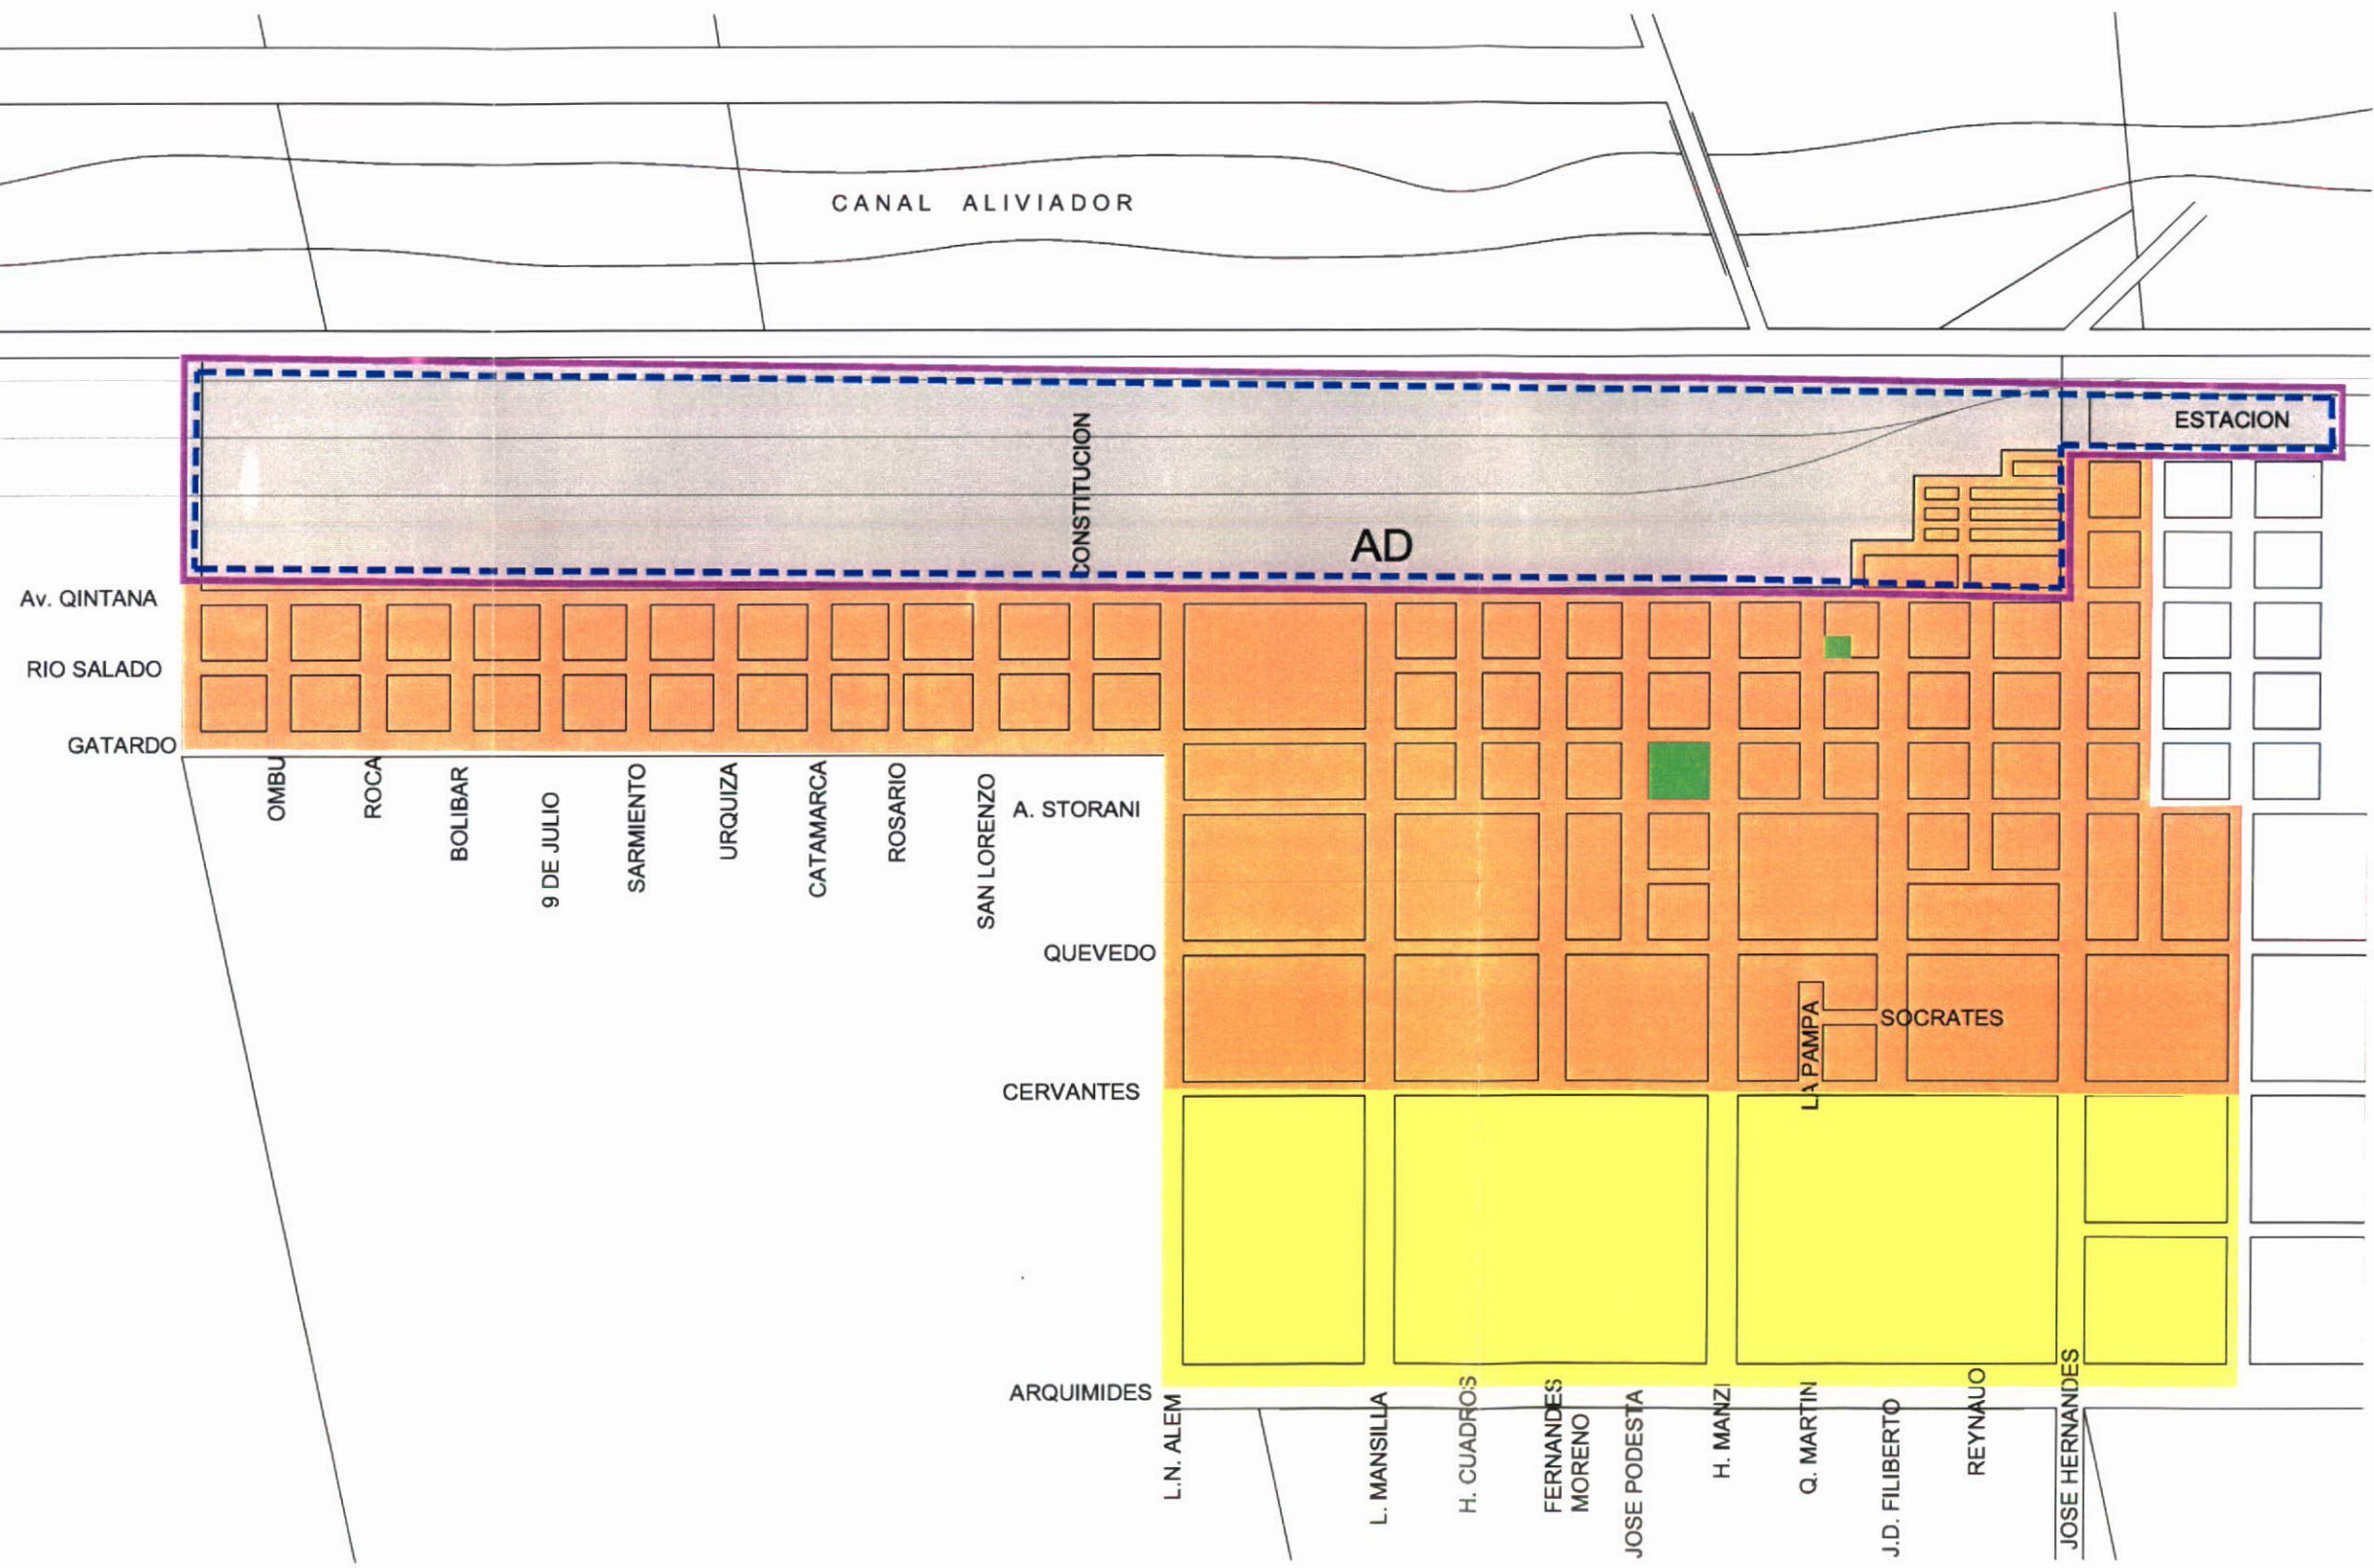 CANAL ALIVIADOR
ESTACION
CONSTITUCION
AD
Av. QINTANA
RIO SALADO
GATARDO
OMBU
ROCA
BOLIBAR
9 DE JULIO
SARMIENTO
URQUIZA
CATAMARCA
ROSARIO
SAN LORENZO
A. STORANI
QUEVEDO
LA PAMPA
SOCRATES
CERVANTES
ARQUIMIDES
L.N. ALEM
L. MANSILLA
H. CUADROS
FERNANDES
MORENO
JOSE PODESTA
H. MANZI
Q. MARTIN
J.D. FILIBERTO
REYNAUO
JOSE HERNANDES